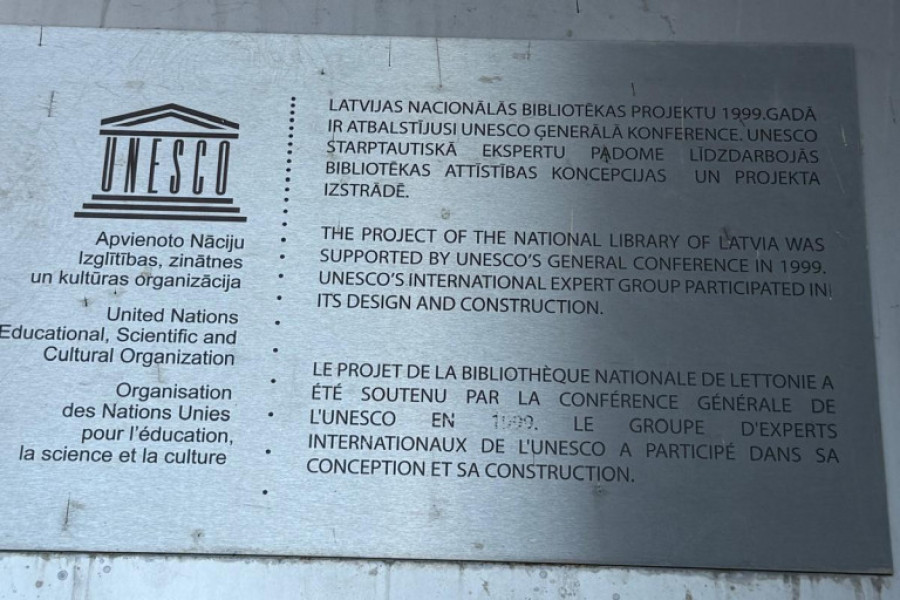 UNESCO
Apvienoto Nāciju
Izglītības, zinātnes
un kultūras organizācija
United Nations
Educational, Scientific and
Cultural Organization
Organisation
des Nations Unies
pour l'éducation,
la science et la culture
LATVIJAS NACIONĀLĀS BIBLIOTĒKAS PROJEKTU 1999.GADĀ
IR ATBALSTĪJUSI UNESCO ĢENERĀLĀ KONFERENCE. UNESCO
STARPTAUTISKĀ EKSPERTU PADOME LĪDZDARBOJĀS
BIBLIOTĒKAS ATTĪSTĪBAS KONCEPCIJAS UN PROJEKTA
IZSTRĀDĒ.
THE PROJECT OF THE NATIONAL LIBRARY OF LATVIA WAS
SUPPORTED BY UNESCO'S GENERAL CONFERENCE IN 1999.
UNESCO'S INTERNATIONAL EXPERT GROUP PARTICIPATED IN
ITS DESIGN AND CONSTRUCTION.
LE PROJET DE LA BIBLIOTHÈQUE NATIONALE DE LETTONIE A
ÉTÉ SOUTENU PAR LA CONFÉRENCE GÉNÉRALE DE
L'UNESCO EN 1999. LE GROUPE D'EXPERTS
INTERNATIONAUX DE L'UNESCO A PARTICIPÉ DANS SA
CONCEPTION ET SA CONSTRUCTION.